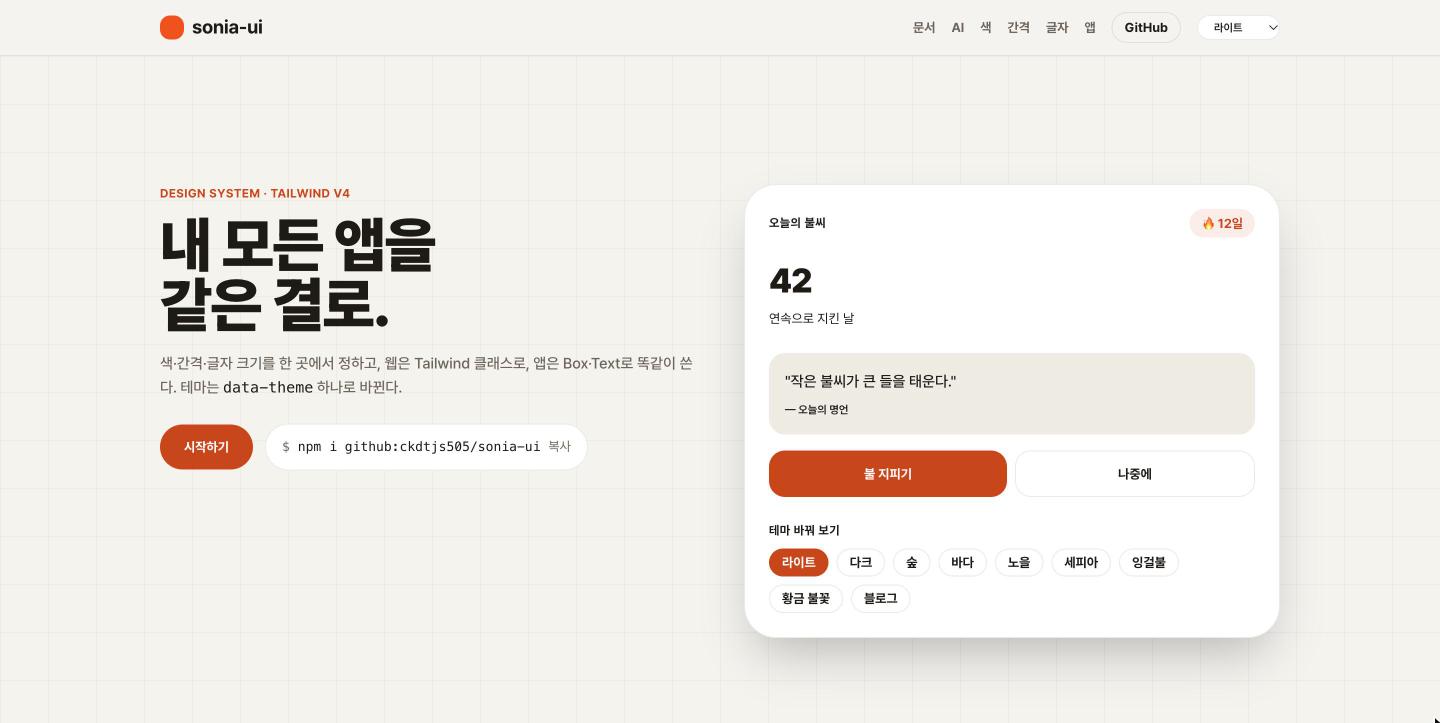 sonia-ui
문서 AI 색 간격 글자 앱 GitHub 라이트
DESIGN SYSTEM · TAILWIND V4
내 모든 앱을
같은 결로.
색·간격·글자 크기를 한 곳에서 정하고, 웹은 Tailwind 클래스로, 앱은 Box·Text로 똑같이 쓴
다. 테마는 data-theme 하나로 바뀐다.
시작하기 $ npm i github:ckdtjs505/sonia-ui 복사
오늘의 불씨 🔥 12일
42
연속으로 지킨 날
"작은 불씨가 큰 들을 태운다."
— 오늘의 명언
불 지피기 나중에
테마 바꿔 보기
라이트 다크 숲 바다 노을 세피아 잉걸불
황금 불꽃 블로그